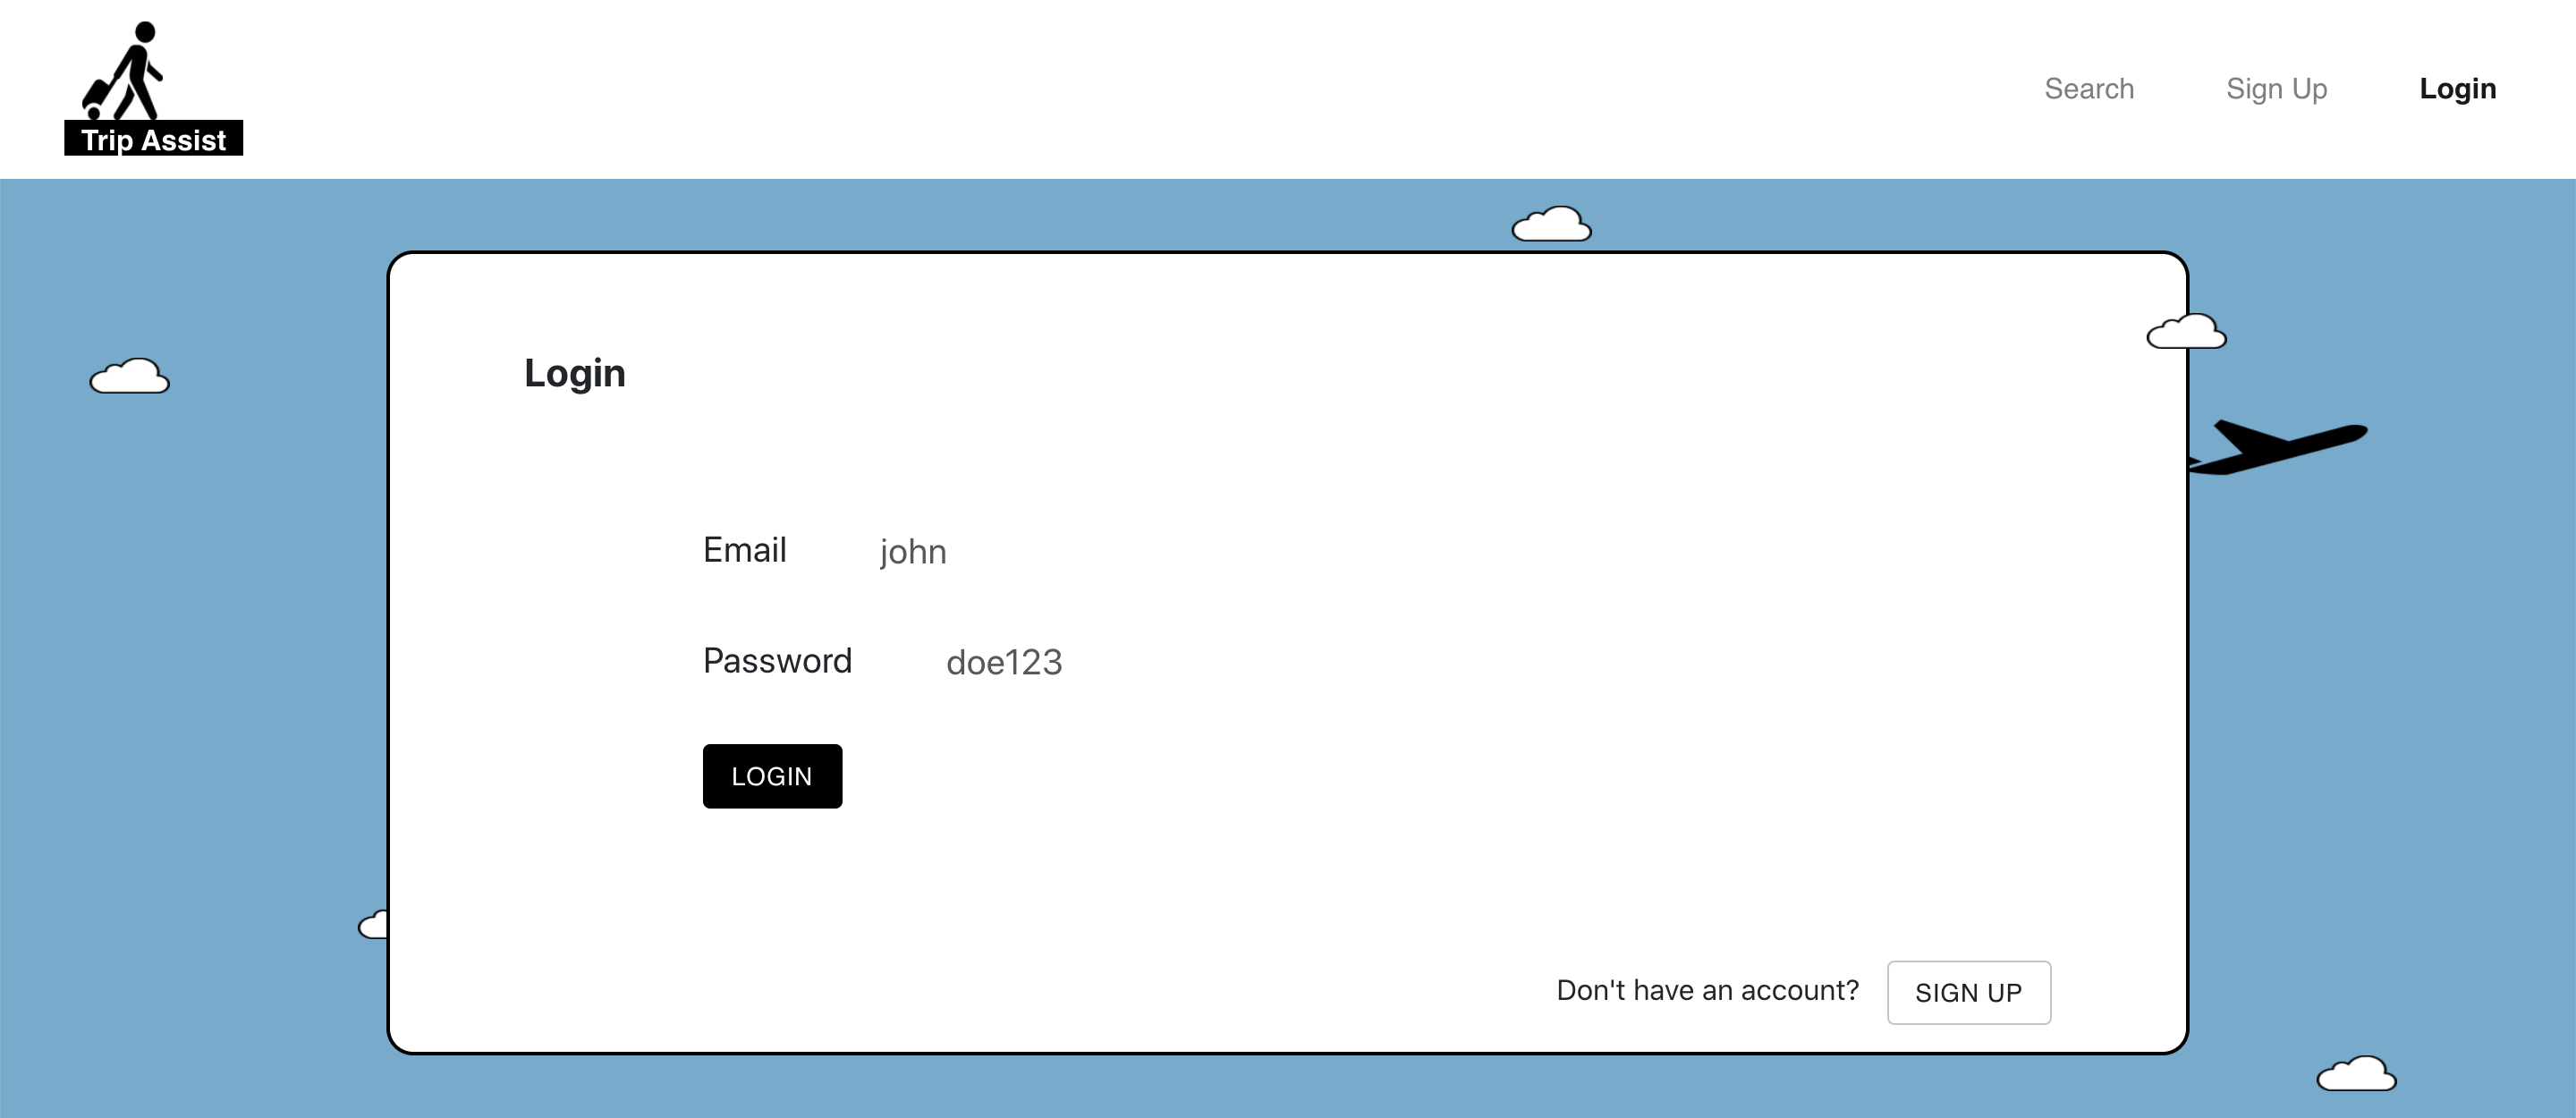 Trip Assist
Search Sign Up Login
Login
Email john
Password doe123
LOGIN
Don't have an account? SIGN UP